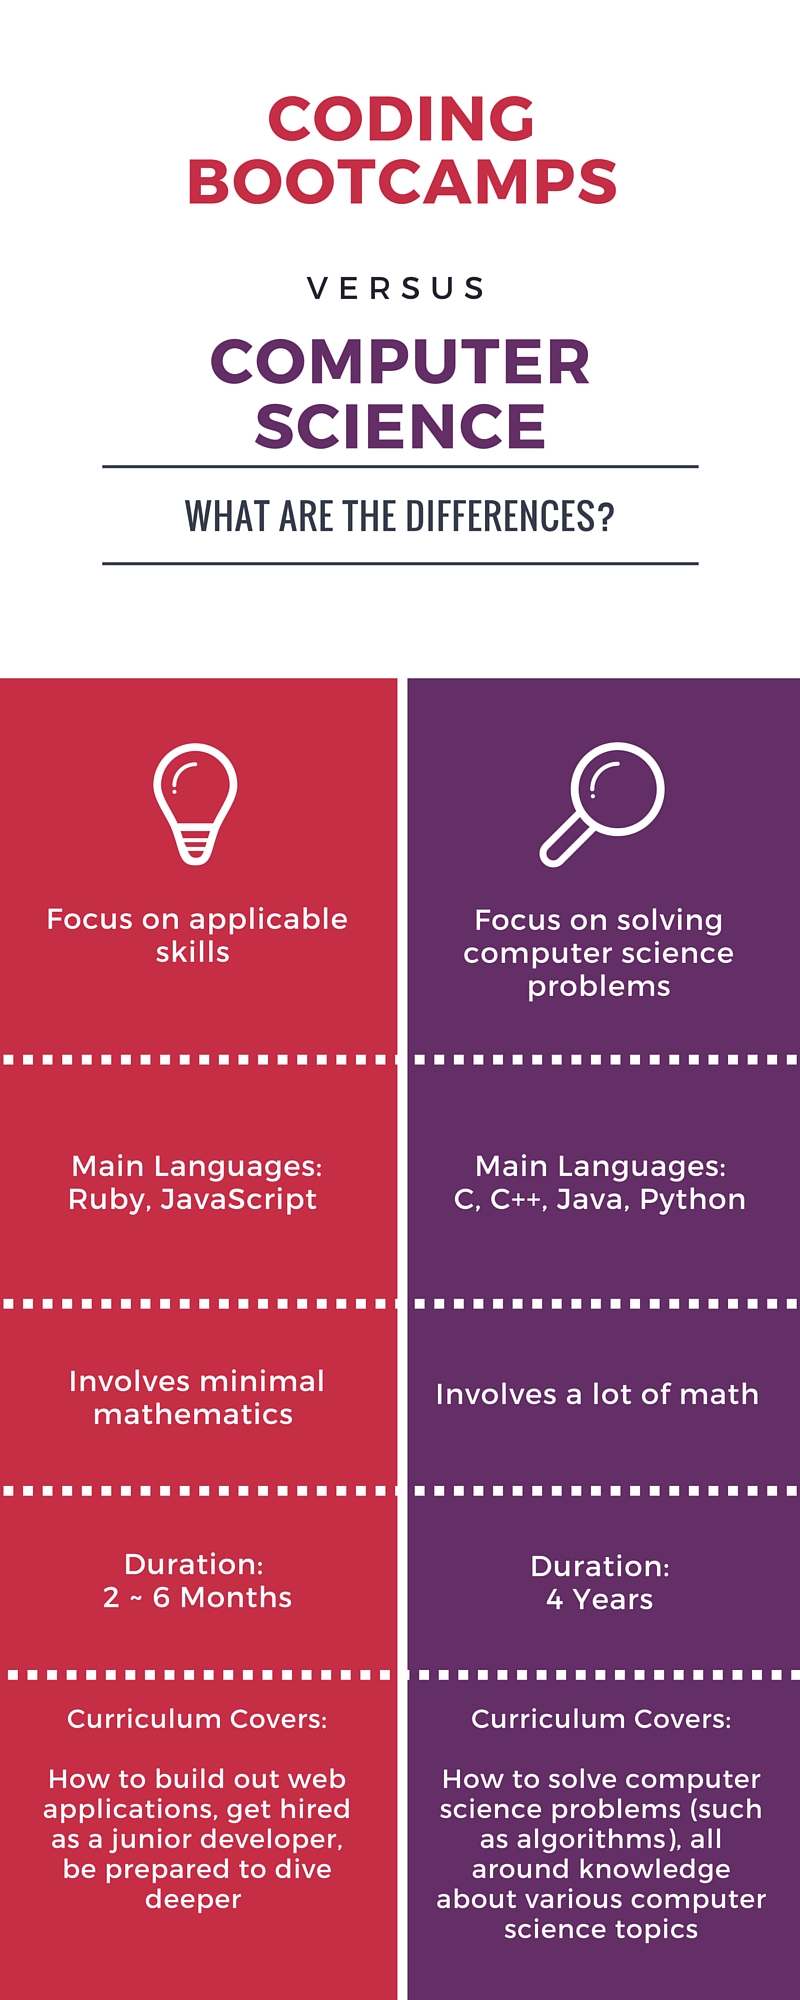 CODING
BOOTCAMPS
VERSUS
COMPUTER
SCIENCE
WHAT ARE THE DIFFERENCES?
Focus on applicable
skills
Focus on solving
computer science
problems
Main Languages:
Ruby, JavaScript
Main Languages:
C, C++, Java, Python
Involves minimal
mathematics
Involves a lot of math
Duration:
2 ~ 6 Months
Duration:
4 Years
Curriculum Covers:
How to build out web
applications, get hired
as a junior developer,
be prepared to dive
deeper
Curriculum Covers:
How to solve computer
science problems (such
as algorithms), all
around knowledge
about various computer
science topics